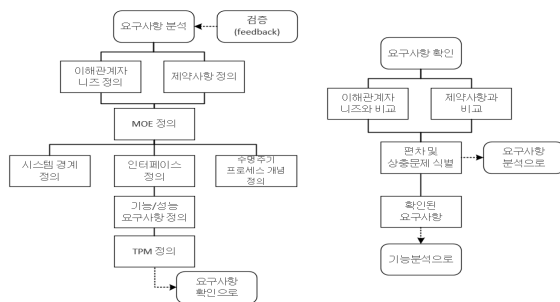 요구사항 분석
검증
(feedback)
이해관계자
니즈 정의
제약사항 정의
MOE 정의
시스템 경계
정의
인터페이스
정의
수명주기
프로세스 개념
정의
기능/성능
요구사항 정의
TPM 정의
요구사항
확인으로
요구사항 확인
이해관계자
니즈와 비교
제약사항과
비교
편차 및
상충문제 식별
요구사항
분석으로
확인된
요구사항
기능분석으로